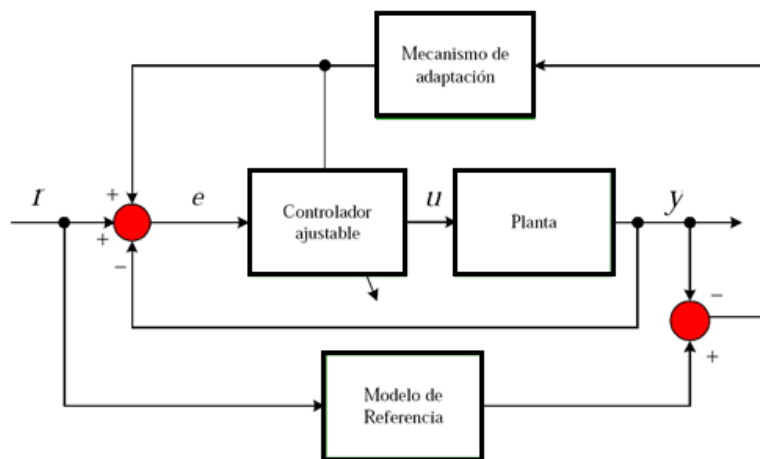 Mecanismo de
adaptación
r
+
+
−
e
Controlador
ajustable
u
Planta
y
−
+
Modelo de
Referencia